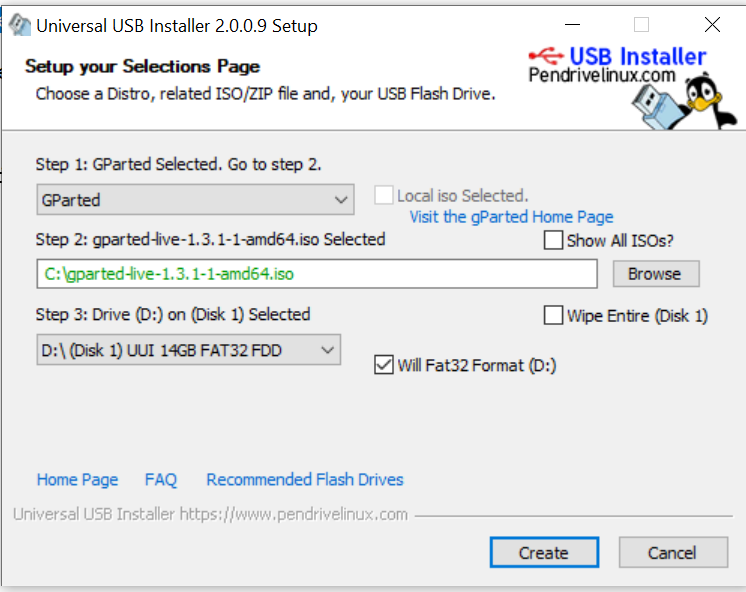 Universal USB Installer 2.0.0.9 Setup
Setup your Selections Page
Choose a Distro, related ISO/ZIP file and, your USB Flash Drive.
USB Installer
Pendrivelinux.com
Step 1: GParted Selected. Go to step 2.
GParted
Local iso Selected.
Visit the gParted Home Page
Step 2: gparted-live-1.3.1-1-amd64.iso Selected
Show All ISOs?
C:\gparted-live-1.3.1-1-amd64.iso
Browse
Step 3: Drive (D:) on (Disk 1) Selected
Wipe Entire (Disk 1)
D:\ (Disk 1) UUI 14GB FAT32 FDD
Will Fat32 Format (D:)
Home Page FAQ Recommended Flash Drives
Universal USB Installer https://www.pendrivelinux.com
Create Cancel